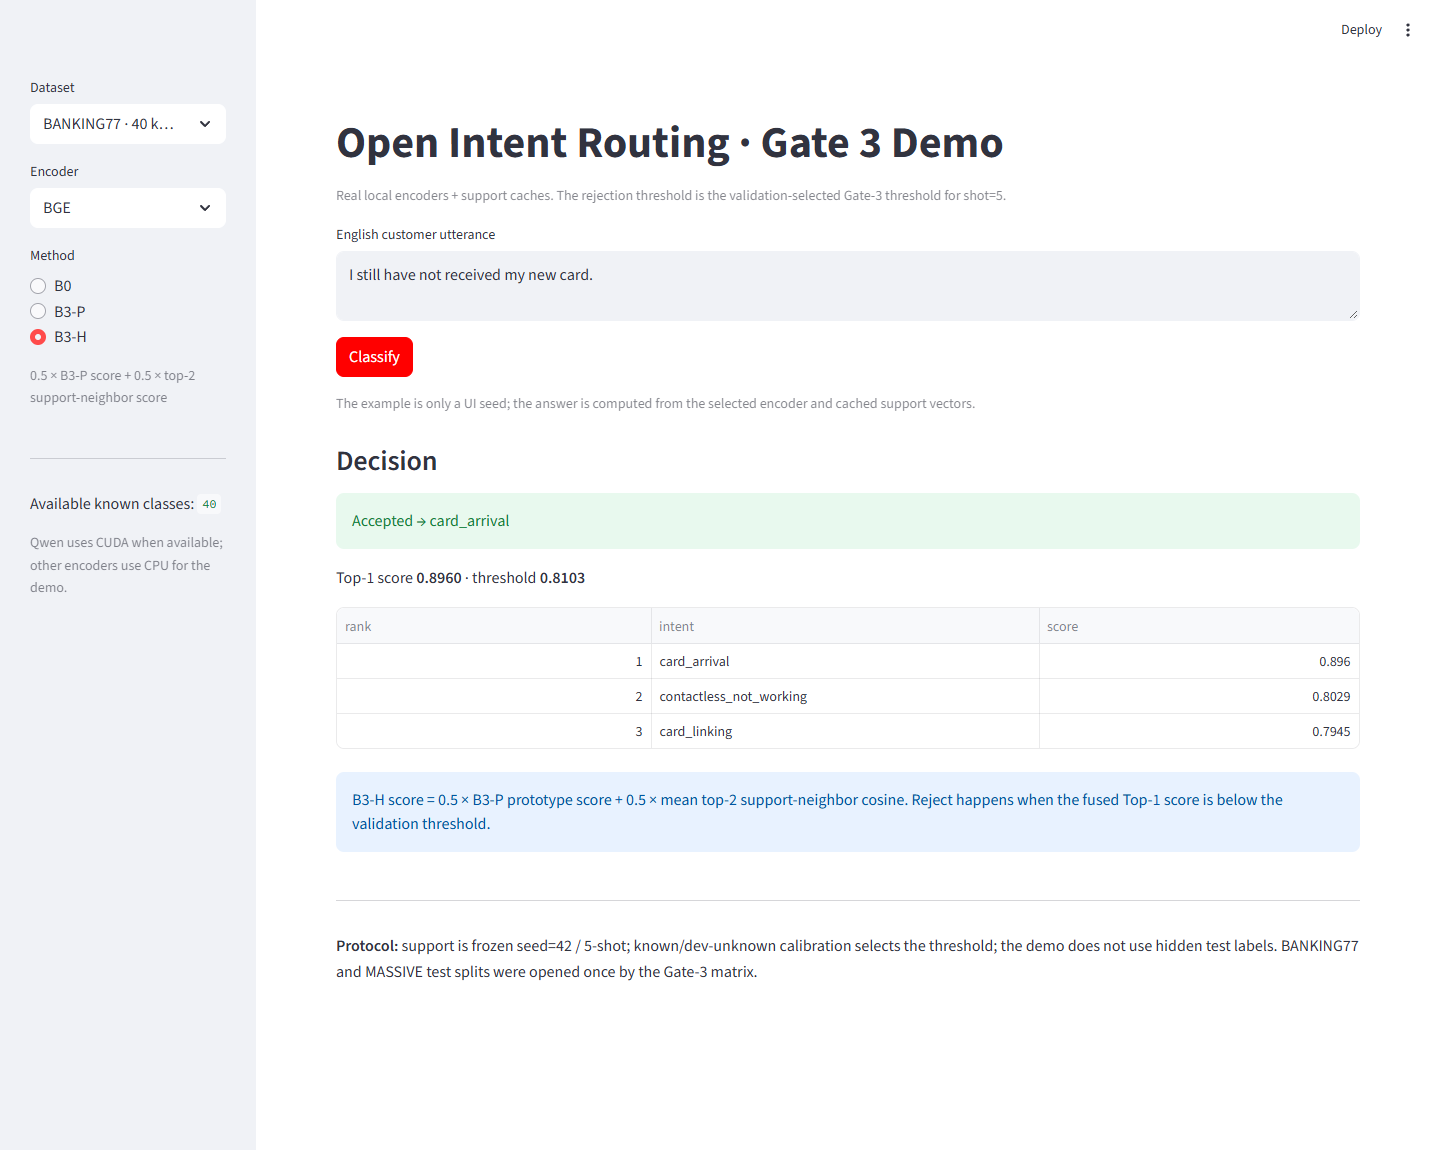 Deploy
Dataset
BANKING77 · 40 k...
Encoder
BGE
Method
B0
B3-P
B3-H
0.5 × B3-P score + 0.5 × top-2
support-neighbor score
Available known classes: 40
Qwen uses CUDA when available;
other encoders use CPU for the
demo.
Open Intent Routing · Gate 3 Demo
Real local encoders + support caches. The rejection threshold is the validation-selected Gate-3 threshold for shot=5.
English customer utterance
I still have not received my new card.
Classify
The example is only a UI seed; the answer is computed from the selected encoder and cached support vectors.
Decision
Accepted → card_arrival
Top-1 score 0.8960 · threshold 0.8103
rank intent score
1 card_arrival 0.896
2 contactless_not_working 0.8029
3 card_linking 0.7945
B3-H score = 0.5 × B3-P prototype score + 0.5 × mean top-2 support-neighbor cosine. Reject happens when the fused Top-1 score is below the
validation threshold.
Protocol: support is frozen seed=42 / 5-shot; known/dev-unknown calibration selects the threshold; the demo does not use hidden test labels. BANKING77
and MASSIVE test splits were opened once by the Gate-3 matrix.